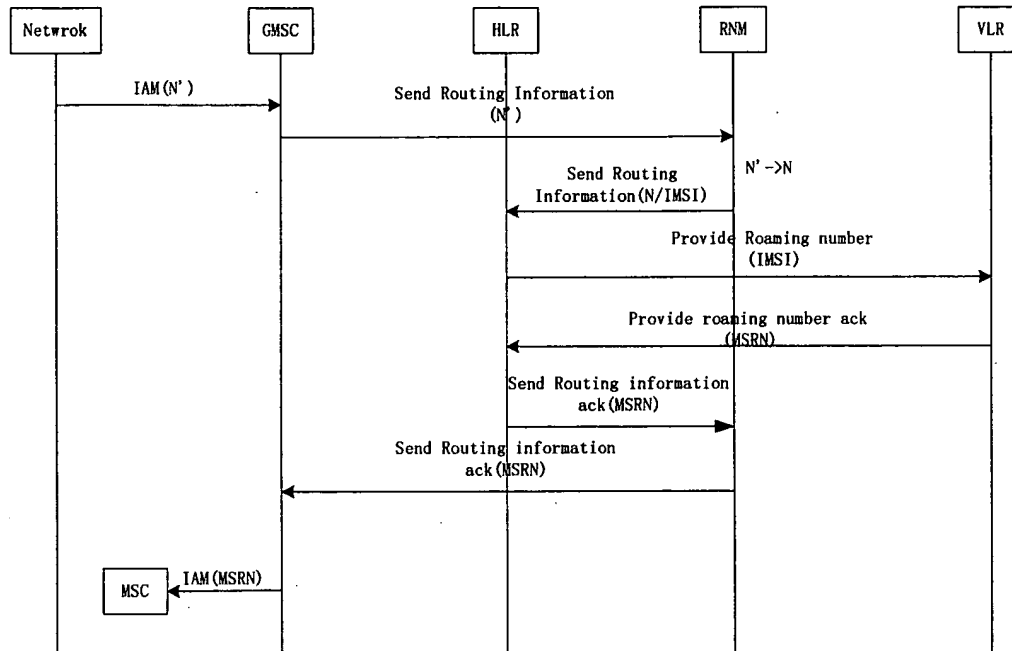 Netwrok
GMSC
HLR
RNM
VLR
IAM(N')
Send Routing Information
(N')
N'->N
Send Routing
Information(N/IMSI)
Provide Roaming number
(IMSI)
Provide roaming number ack
(MSRN)
Send Routing information
ack(MSRN)
Send Routing information
ack(MSRN)
MSC
IAM(MSRN)